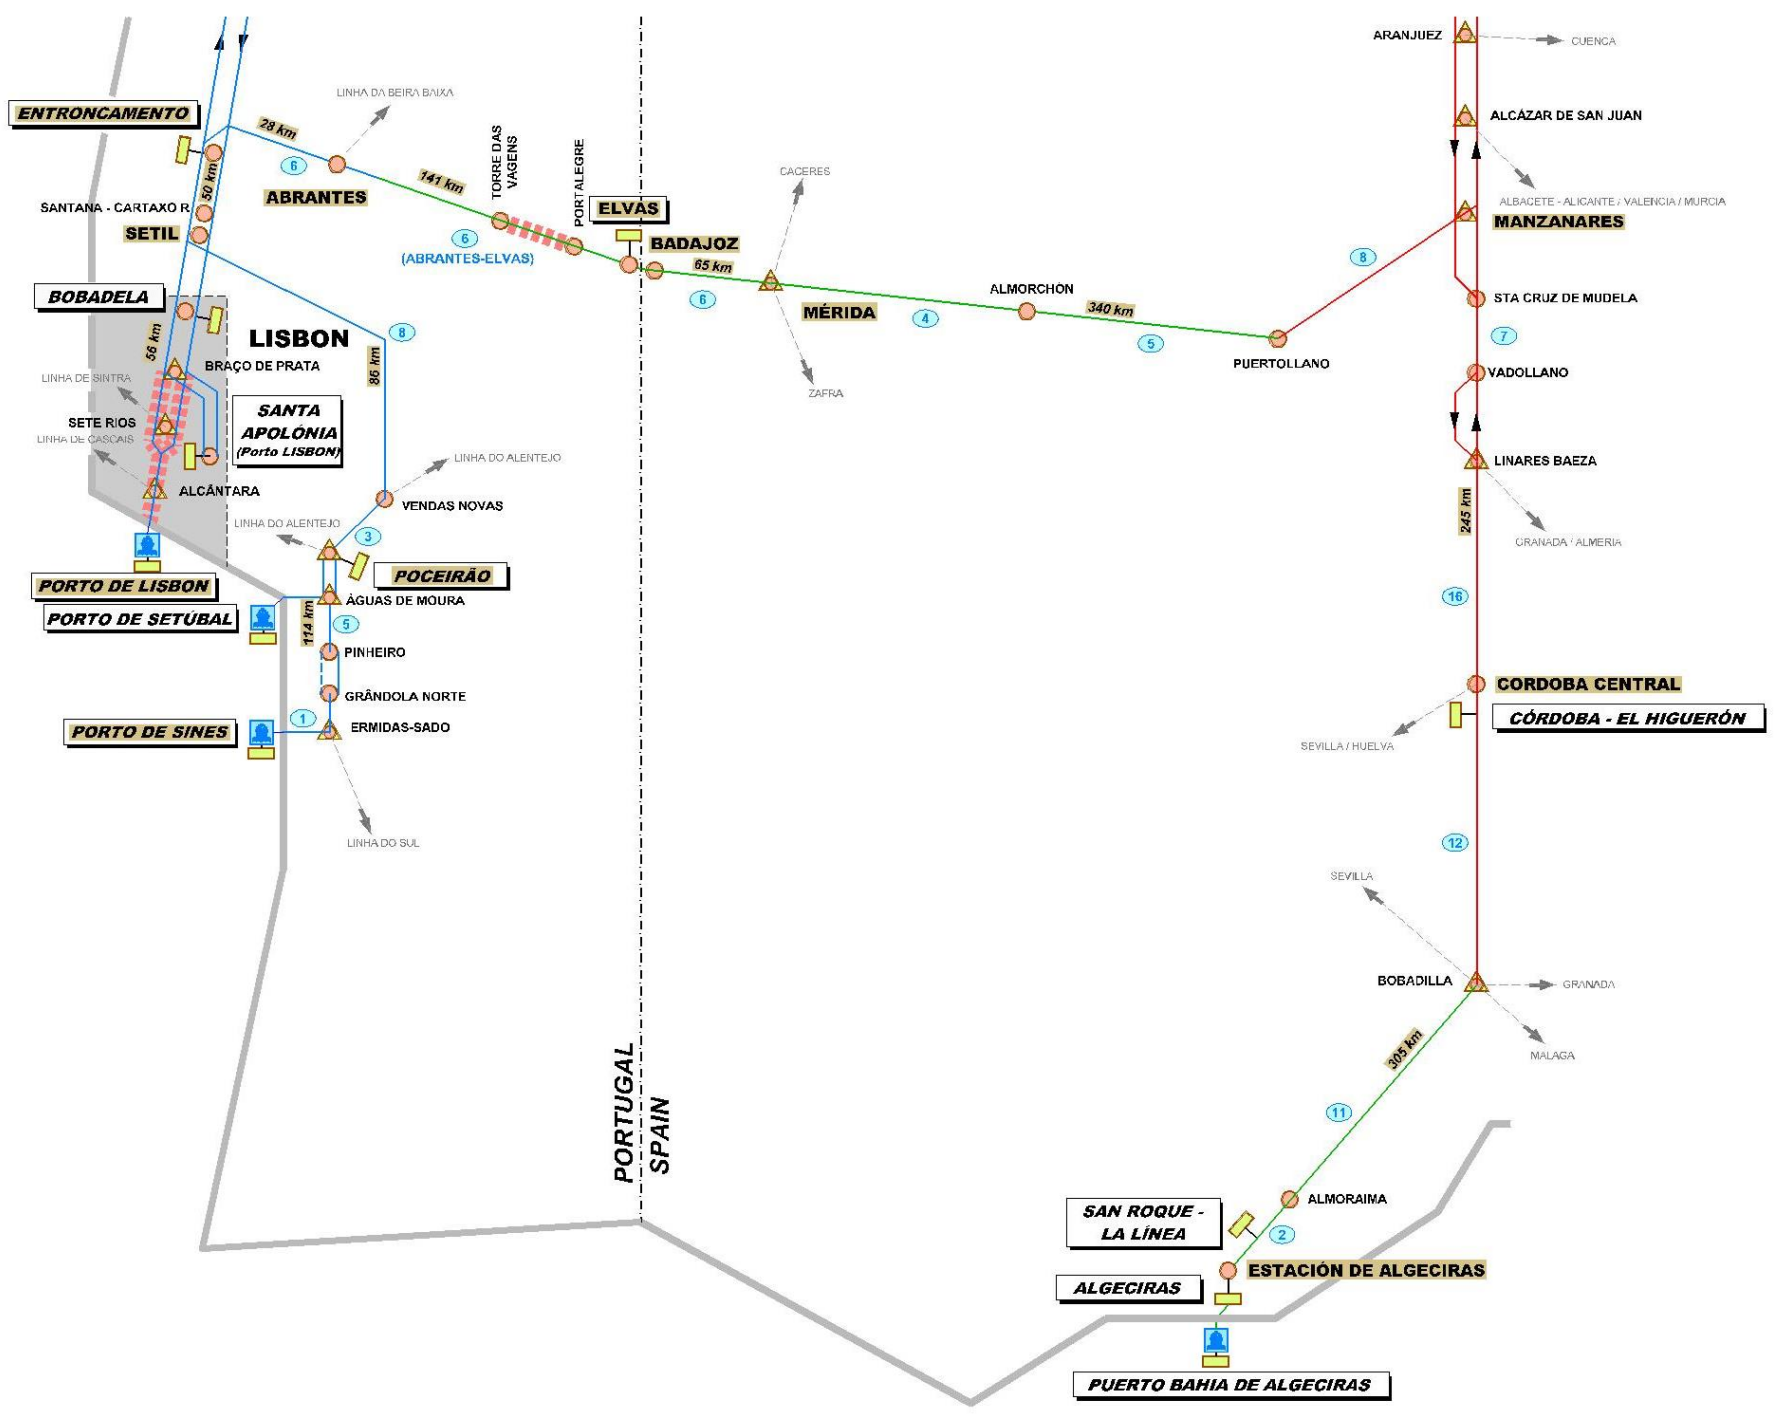 ARANJUEZ
CUENCA
LINHA DA BEIRA BAIXA
ENTRONCAMENTO
28 km
ALCÁZAR DE SAN JUAN
6
50 km
ABRANTES
141 km
TORRE DAS
VAGENS
PORTALEGRE
CACERES
ALBACETE - ALICANTE / VALENCIA / MURCIA
SANTANA - CARTAXO R
SETIL
ELVAS
MANZANARES
6
(ABRANTES-ELVAS)
BADAJOZ
65 km
6
8
BOBADELA
LISBON
56 km
8
86 km
MÉRIDA
4
ALMORCHÓN
340 km
5
PUERTOLLANO
STA CRUZ DE MUDELA
7
BRAÇO DE PRATA
LINHA DE SINTRA
ZAFRA
VADOLLANO
SETE RIOS
LINHA DE CASCAIS
SANTA
APOLÓNIA
(Porto LISBON)
LINHA DO ALENTEJO
LINARES BAEZA
ALCÂNTARA
VENDAS NOVAS
245 km
LINHA DO ALENTEJO
3
GRANADA / ALMERIA
PORTO DE LISBON
POCEIRÃO
PORTO DE SETÚBAL
114 km
ÁGUAS DE MOURA
5
16
PINHEIRO
GRÂNDOLA NORTE
CORDOBA CENTRAL
PORTO DE SINES
1
ERMIDAS-SADO
CÓRDOBA - EL HIGUERÓN
SEVILLA / HUELVA
LINHA DO SUL
12
SEVILLA
BOBADILLA
GRANADA
305 km
MALAGA
PORTUGAL
SPAIN
11
ALMORAIMA
SAN ROQUE -
LA LÍNEA
2
ESTACIÓN DE ALGECIRAS
ALGECIRAS
PUERTO BAHIA DE ALGECIRAS